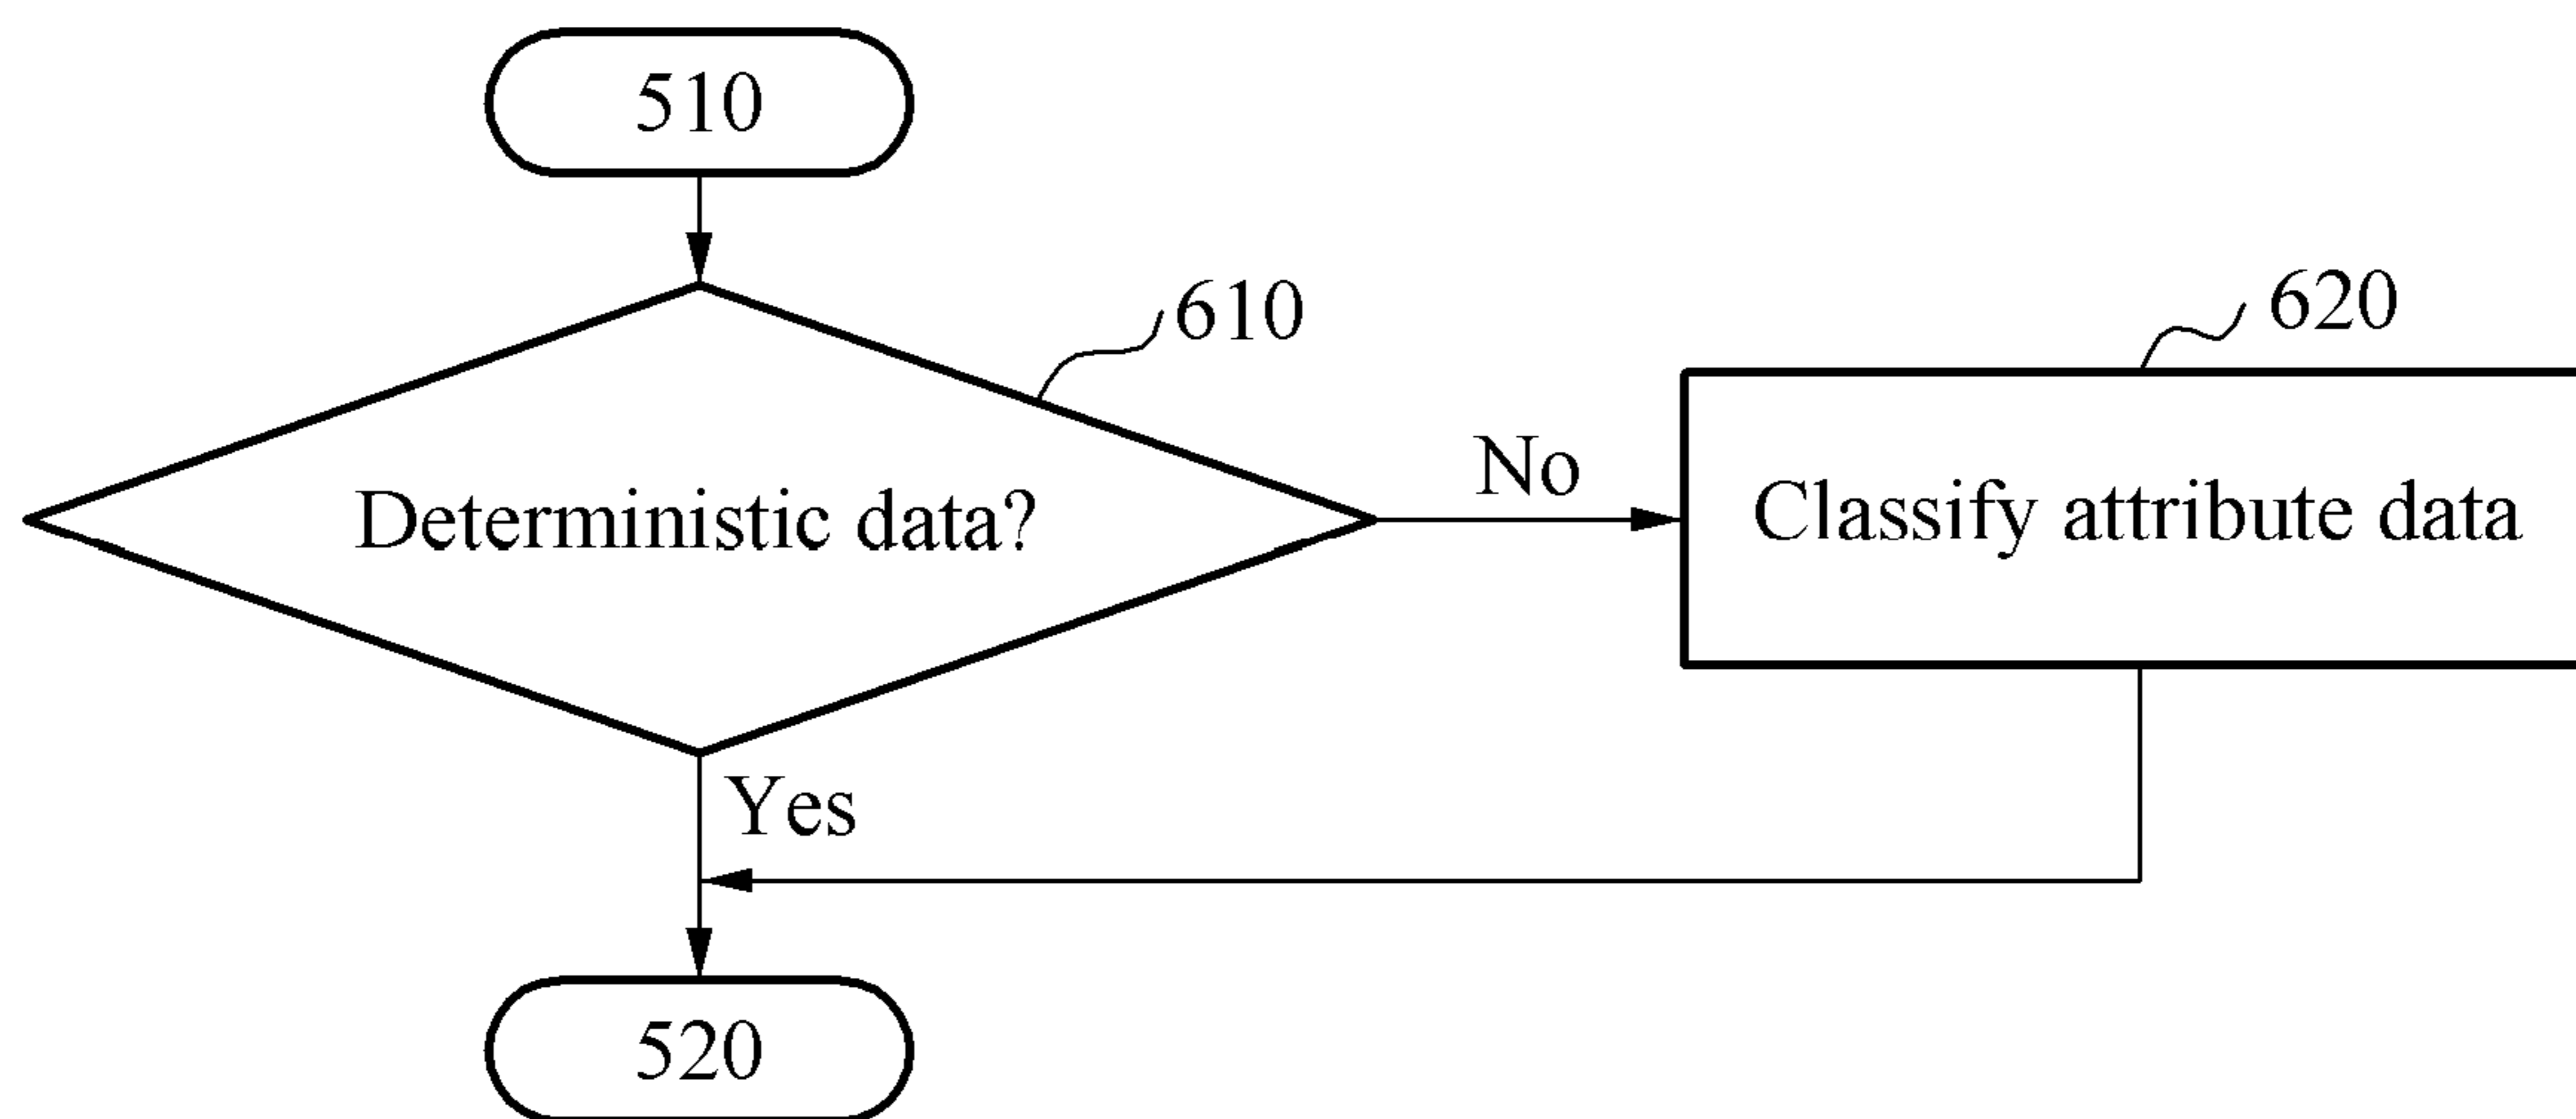 510
610
620
Deterministic data?
No
Classify attribute data
Yes
520